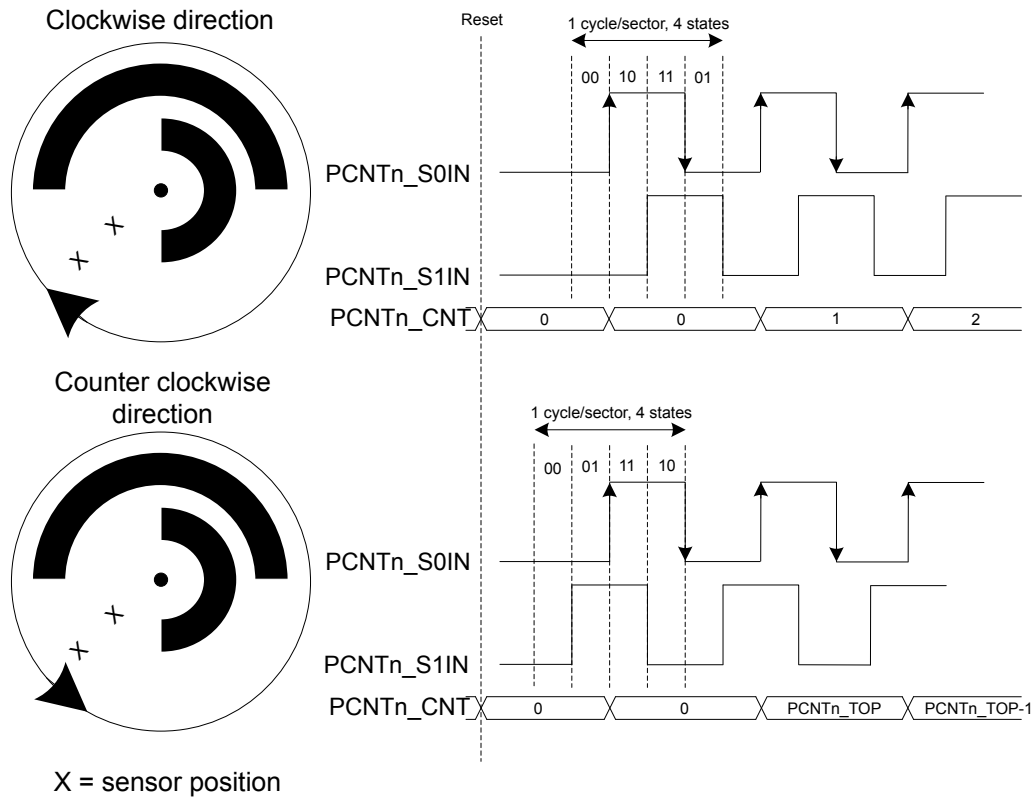 Clockwise direction
Reset
1 cycle/sector, 4 states
00 10 11 01
PCNTn_S0IN
X X
PCNTn_S1IN
PCNTn_CNT 0 0 1 2
Counter clockwise
direction
1 cycle/sector, 4 states
00 01 11 10
PCNTn_S0IN
X X
PCNTn_S1IN
PCNTn_CNT 0 0 PCNTn_TOP PCNTn_TOP-1
X = sensor position